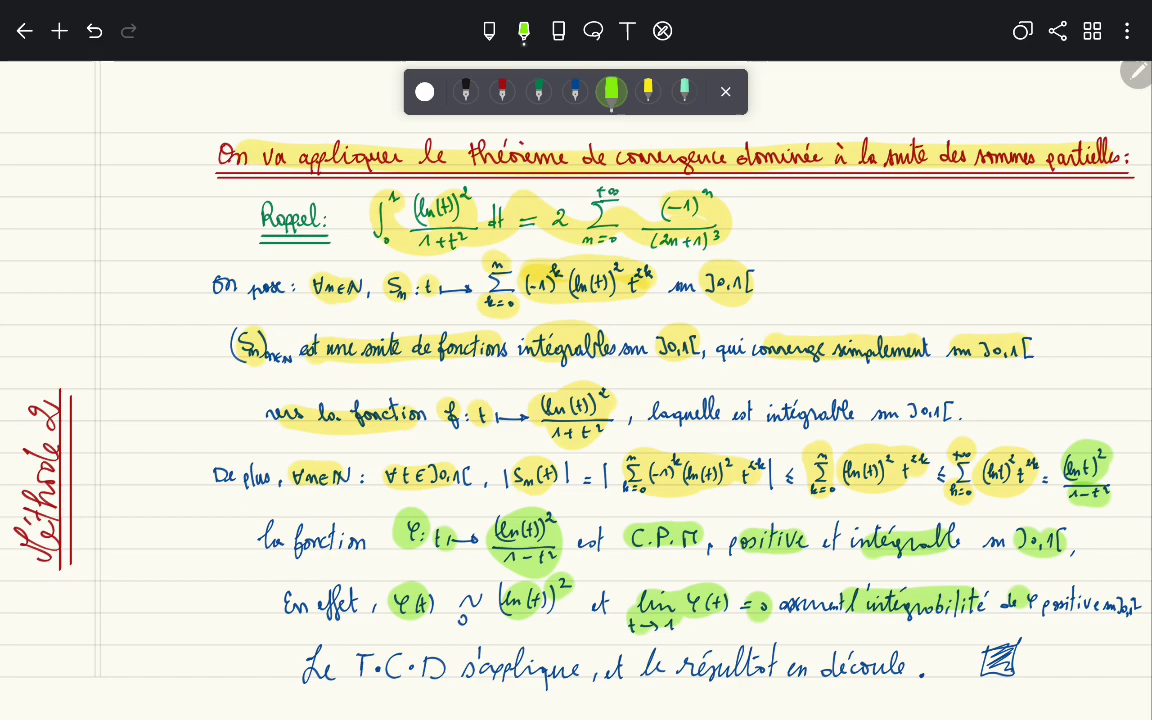 On va appliquer le théorème de convergence dominée à la suite des sommes partielles :
Rappel: ∫₀¹ (ln(t))²/(1+t²) dt = 2 ∑_{n=0}^{+∞} (-1)ⁿ/(2n+1)³
On pose : ∀n∈ℕ, Sₙ : t ⟼ ∑_{k=0}^{n} (-1)^k (ln(t))² t^{2k} sur ]0,1[
(Sₙ)_{n∈ℕ} est une suite de fonctions intégrables sur ]0,1[, qui converge simplement sur ]0,1[
vers la fonction f : t ⟼ (ln(t))²/(1+t²), laquelle est intégrable sur ]0,1[.
De plus, ∀n∈ℕ : ∀t∈]0,1[, |Sₙ(t)| = |∑_{k=0}^{n} (-1)^k (ln(t))² t^{2k}| ≤ ∑_{k=0}^{n} (ln(t))² t^{2k} ≤ ∑_{k=0}^{+∞} (ln t)² t^{2k} = (ln t)²/(1-t²)
la fonction φ : t ⟼ (ln(t))²/(1-t²) est C.P.M, positive et intégrable sur ]0,1[,
En effet, φ(t) ~₀ (ln(t))² et lim_{t→1} φ(t) = 0 assurent l'intégrabilité de φ positive sur ]0,1[
Le T.C.D s'applique, et le résultat en découle.
Méthode 2